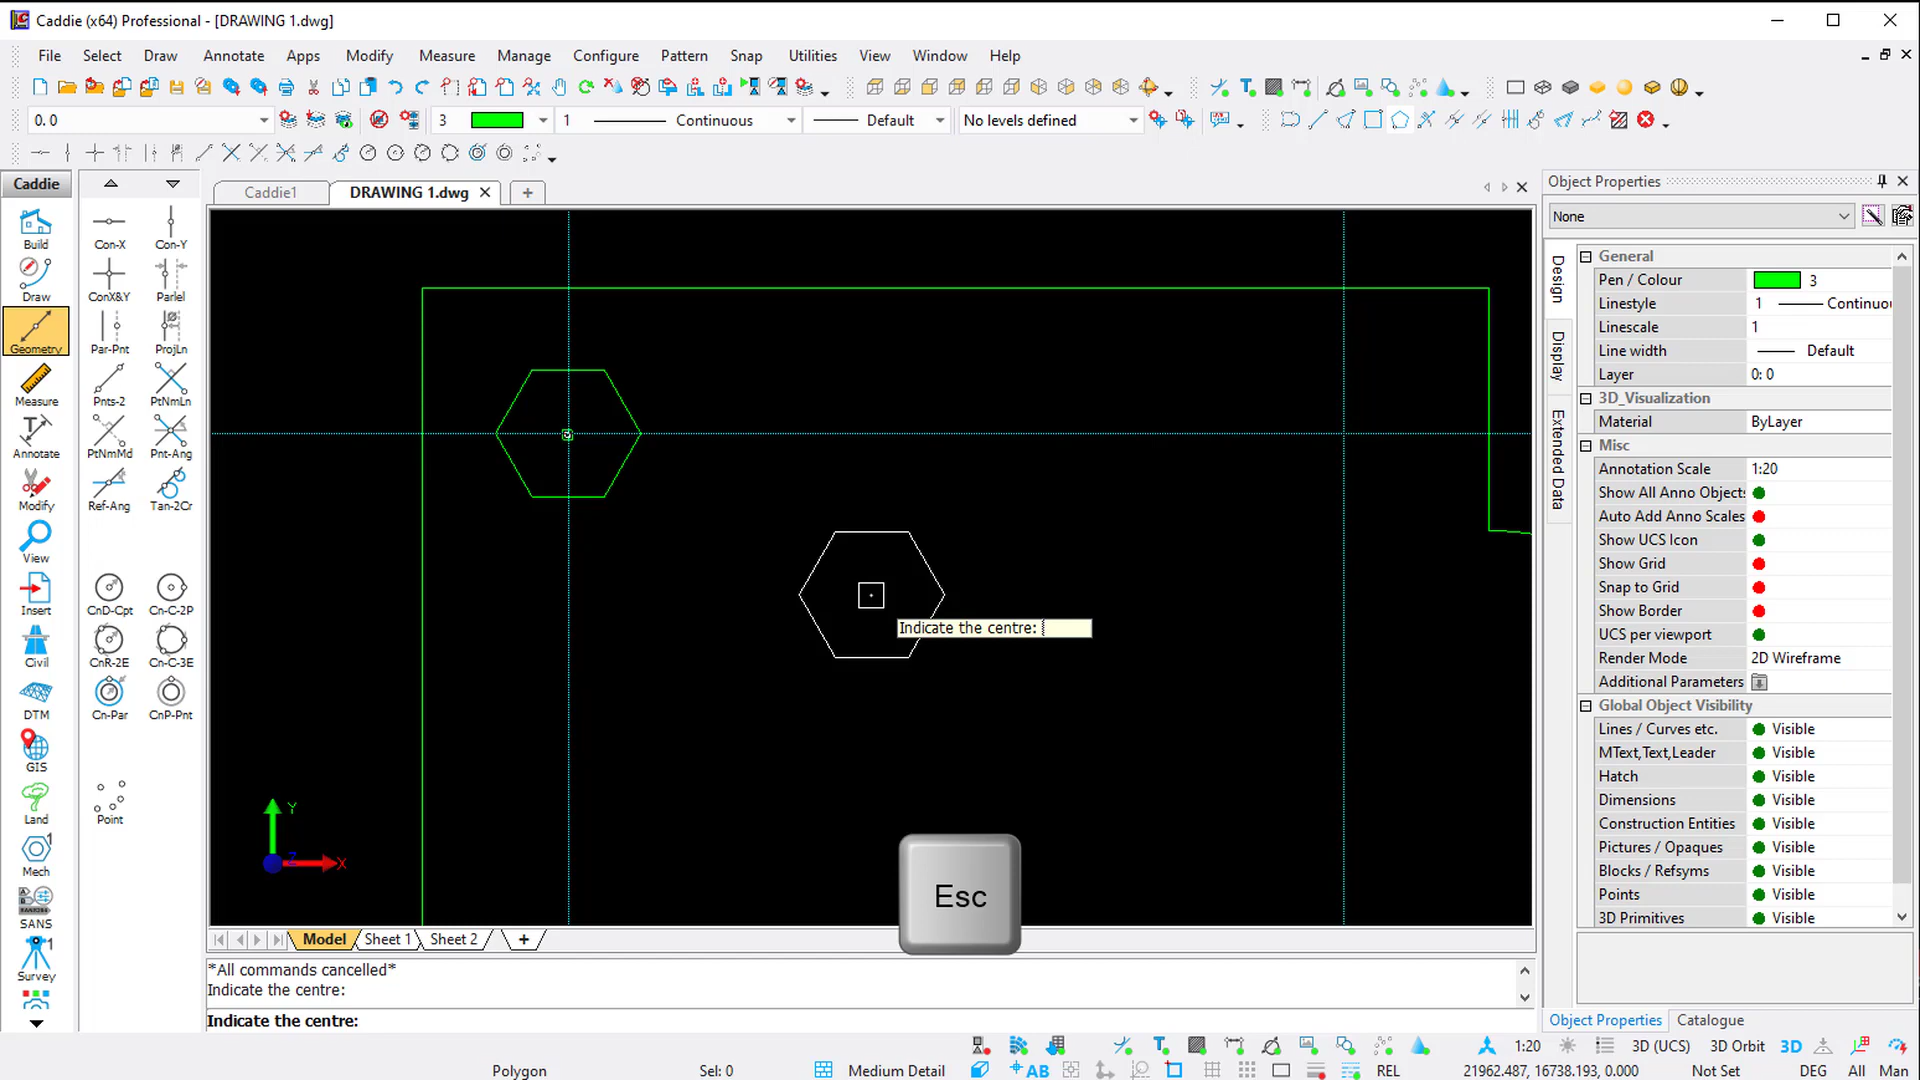 Caddie (x64) Professional - [DRAWING 1.dwg]
File Select Draw Annotate Apps Modify Measure Manage Configure Pattern Snap Utilities View Window Help
0. 0 3 1 Continuous Default No levels defined
Caddie
Caddie1 DRAWING 1.dwg
Build Con-X Con-Y
Draw ConX&Y Parlel
Geometry Par-Pnt ProjLn
Measure Pnts-2 PtNmLn
Annotate PtNmMd Pnt-Ang
Modify Ref-Ang Tan-2Cr
View
Insert CnD-Cpt Cn-C-2P
Civil CnR-2E Cn-C-3E
DTM Cn-Par CnP-Pnt
GIS
Land Point
Mech
SANS
Survey
Indicate the centre:
Y
Z
X
Esc
Model Sheet 1 Sheet 2
*All commands cancelled*
Indicate the centre:
Indicate the centre:
Object Properties
None
Design
Display
Extended Data
General
Pen / Colour 3
Linestyle 1 Continuou
Linescale 1
Line width Default
Layer 0: 0
3D_Visualization
Material ByLayer
Misc
Annotation Scale 1:20
Show All Anno Object:
Auto Add Anno Scales
Show UCS Icon
Show Grid
Snap to Grid
Show Border
UCS per viewport
Render Mode 2D Wireframe
Additional Parameters
Global Object Visibility
Lines / Curves etc. Visible
MText,Text,Leader Visible
Hatch Visible
Dimensions Visible
Construction Entities Visible
Pictures / Opaques Visible
Blocks / Refsyms Visible
Points Visible
3D Primitives Visible
Object Properties Catalogue
1:20 3D (UCS) 3D Orbit 3D
Polygon Sel: 0 Medium Detail AB REL 21962.487, 16738.193, 0.000 DEG Not Set All Man